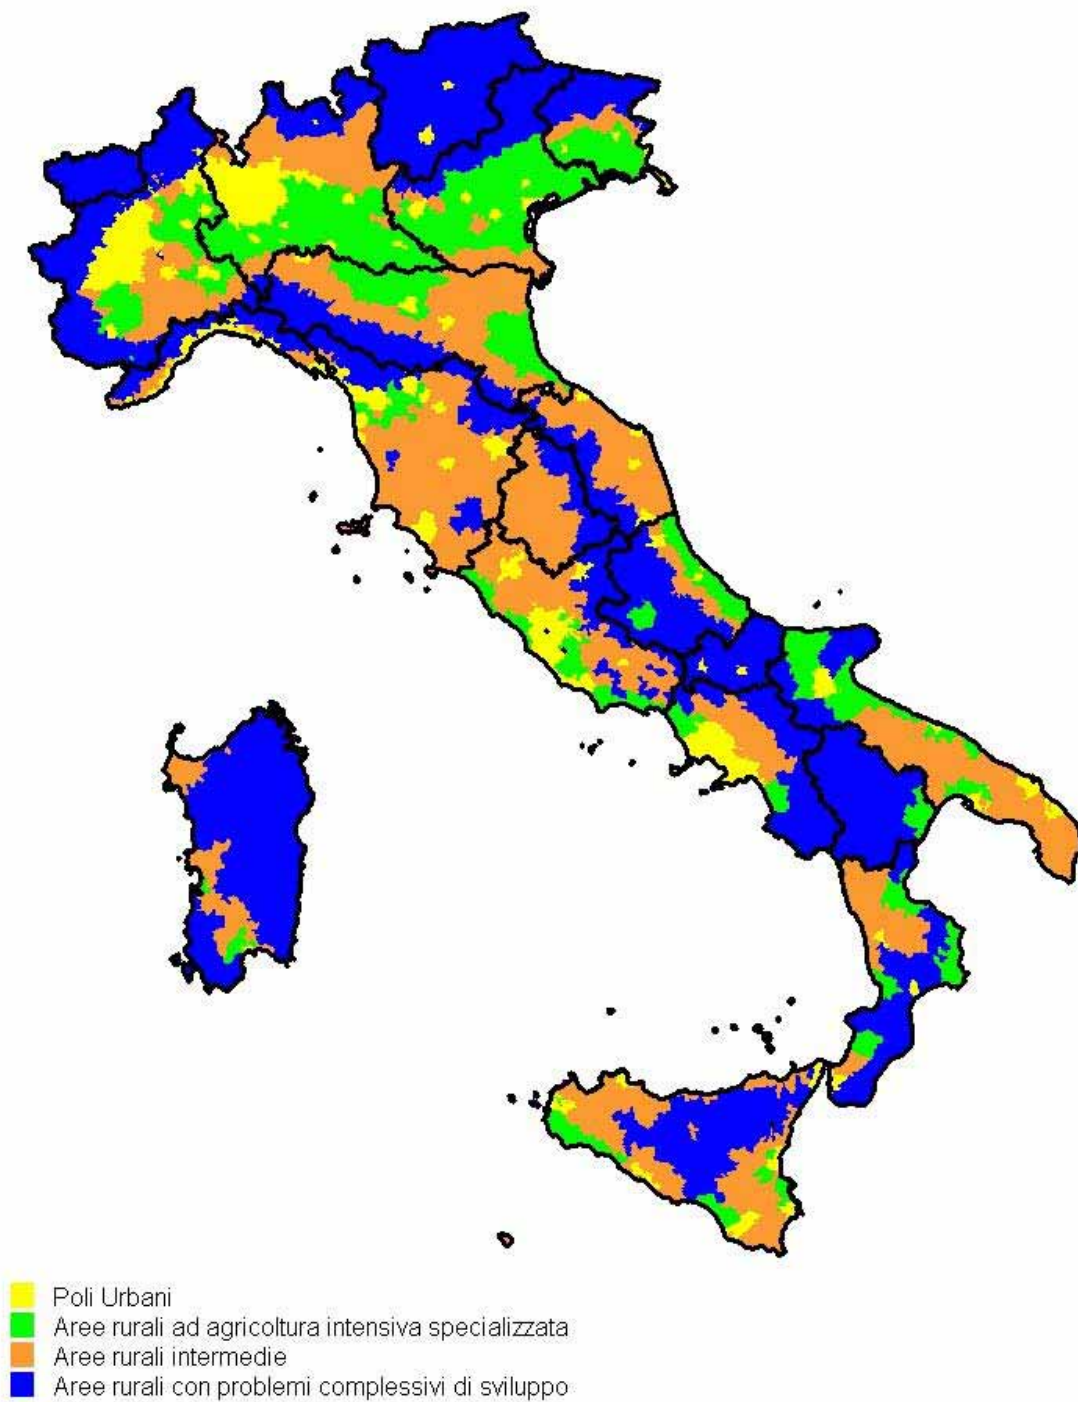 Poli Urbani
Aree rurali ad agricoltura intensiva specializzata
Aree rurali intermedie
Aree rurali con problemi complessivi di sviluppo